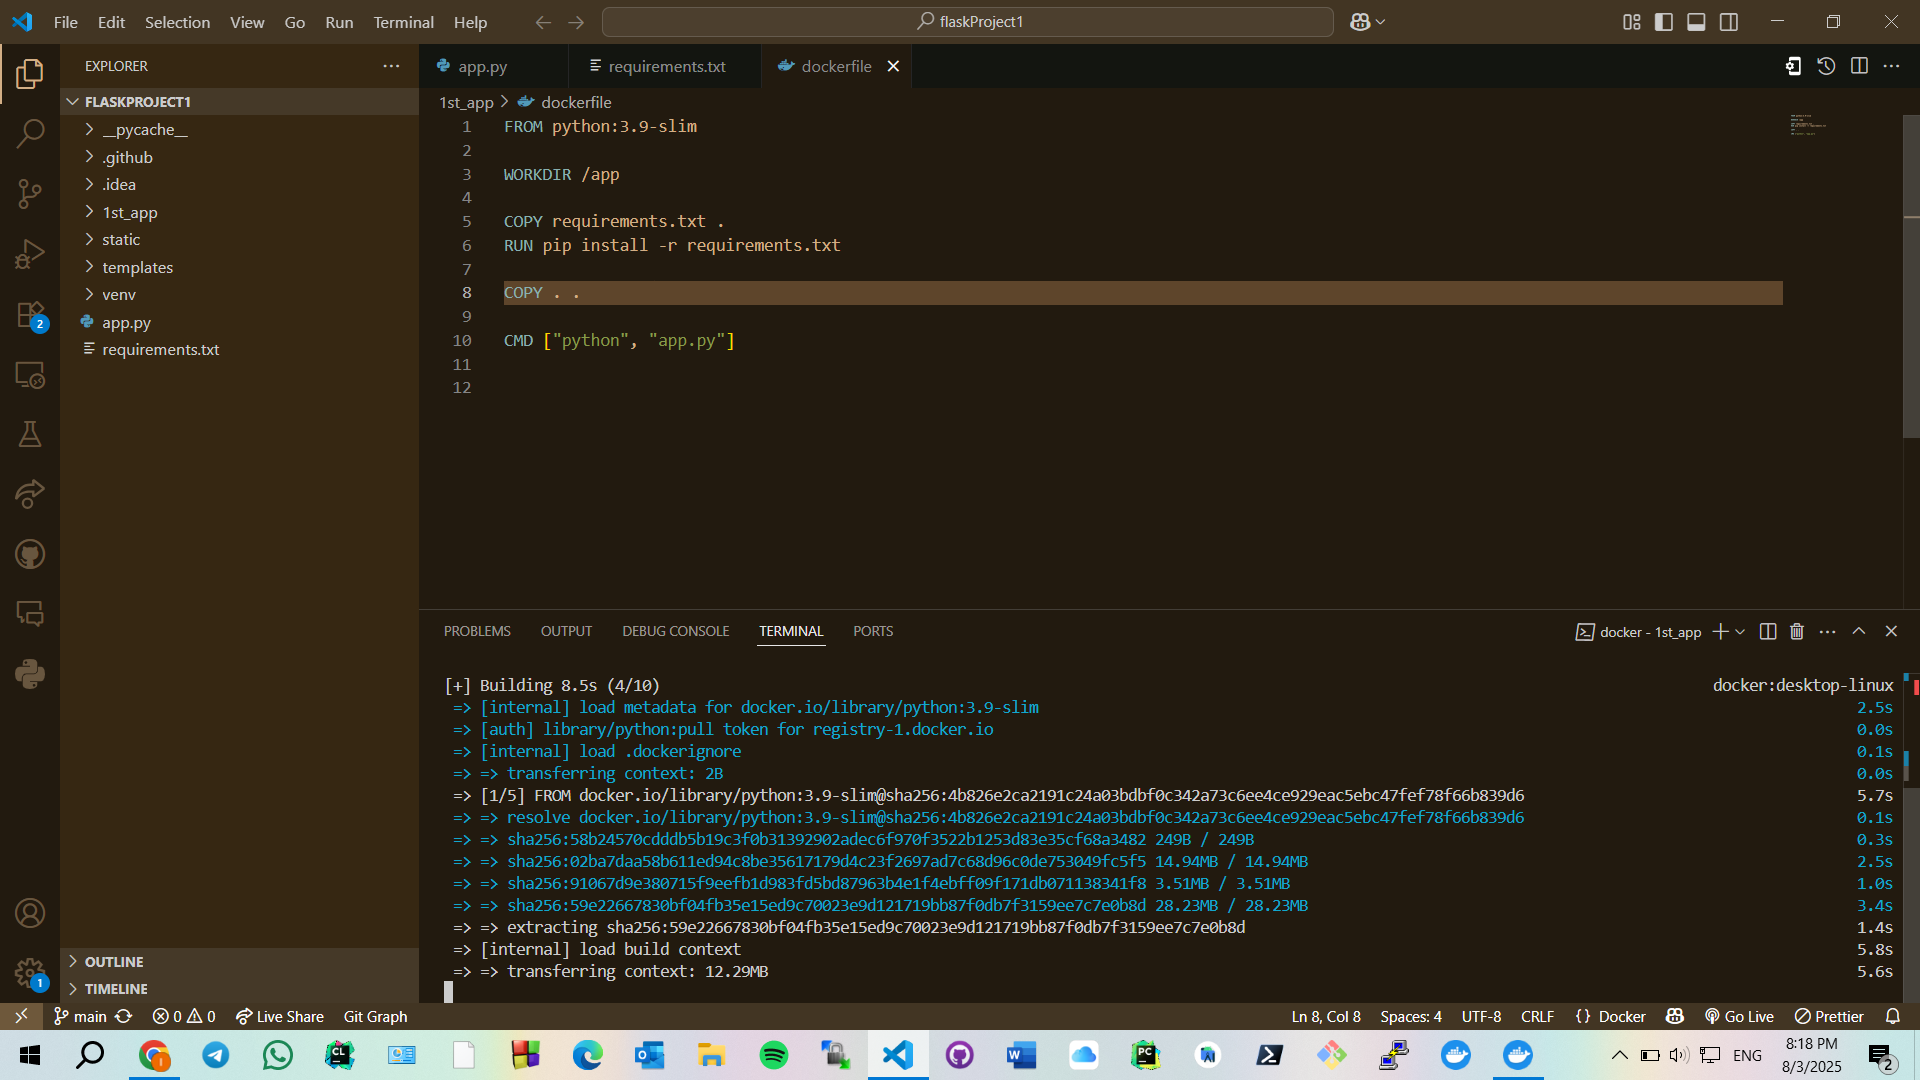 File Edit Selection View Go Run Terminal Help
flaskProject1
EXPLORER
FLASKPROJECT1
__pycache__
.github
.idea
1st_app
static
templates
venv
app.py
requirements.txt
OUTLINE
TIMELINE
2
1
app.py requirements.txt dockerfile
1st_app > dockerfile
1 FROM python:3.9-slim
2
3 WORKDIR /app
4
5 COPY requirements.txt .
6 RUN pip install -r requirements.txt
7
8 COPY . .
9
10 CMD ["python", "app.py"]
11
12
PROBLEMS OUTPUT DEBUG CONSOLE TERMINAL PORTS
docker - 1st_app
[+] Building 8.5s (4/10) docker:desktop-linux
=> [internal] load metadata for docker.io/library/python:3.9-slim 2.5s
=> [auth] library/python:pull token for registry-1.docker.io 0.0s
=> [internal] load .dockerignore 0.1s
=> => transferring context: 2B 0.0s
=> [1/5] FROM docker.io/library/python:3.9-slim@sha256:4b826e2ca2191c24a03bdbf0c342a73c6ee4ce929eac5ebc47fef78f66b839d6 5.7s
=> => resolve docker.io/library/python:3.9-slim@sha256:4b826e2ca2191c24a03bdbf0c342a73c6ee4ce929eac5ebc47fef78f66b839d6 0.1s
=> => sha256:58b24570cdddb5b19c3f0b31392902adec6f970f3522b1253d83e35cf68a3482 249B / 249B 0.3s
=> => sha256:02ba7daa58b611ed94c8be35617179d4c23f2697ad7c68d96c0de753049fc5f5 14.94MB / 14.94MB 2.5s
=> => sha256:91067d9e380715f9eefb1d983fd5bd87963b4e1f4ebff09f171db071138341f8 3.51MB / 3.51MB 1.0s
=> => sha256:59e22667830bf04fb35e15ed9c70023e9d121719bb87f0db7f3159ee7c7e0b8d 28.23MB / 28.23MB 3.4s
=> => extracting sha256:59e22667830bf04fb35e15ed9c70023e9d121719bb87f0db7f3159ee7c7e0b8d 1.4s
=> [internal] load build context 5.8s
=> => transferring context: 12.29MB 5.6s
main 0 0 Live Share Git Graph Ln 8, Col 8 Spaces: 4 UTF-8 CRLF {} Docker Go Live Prettier
ENG
8:18 PM
8/3/2025
2